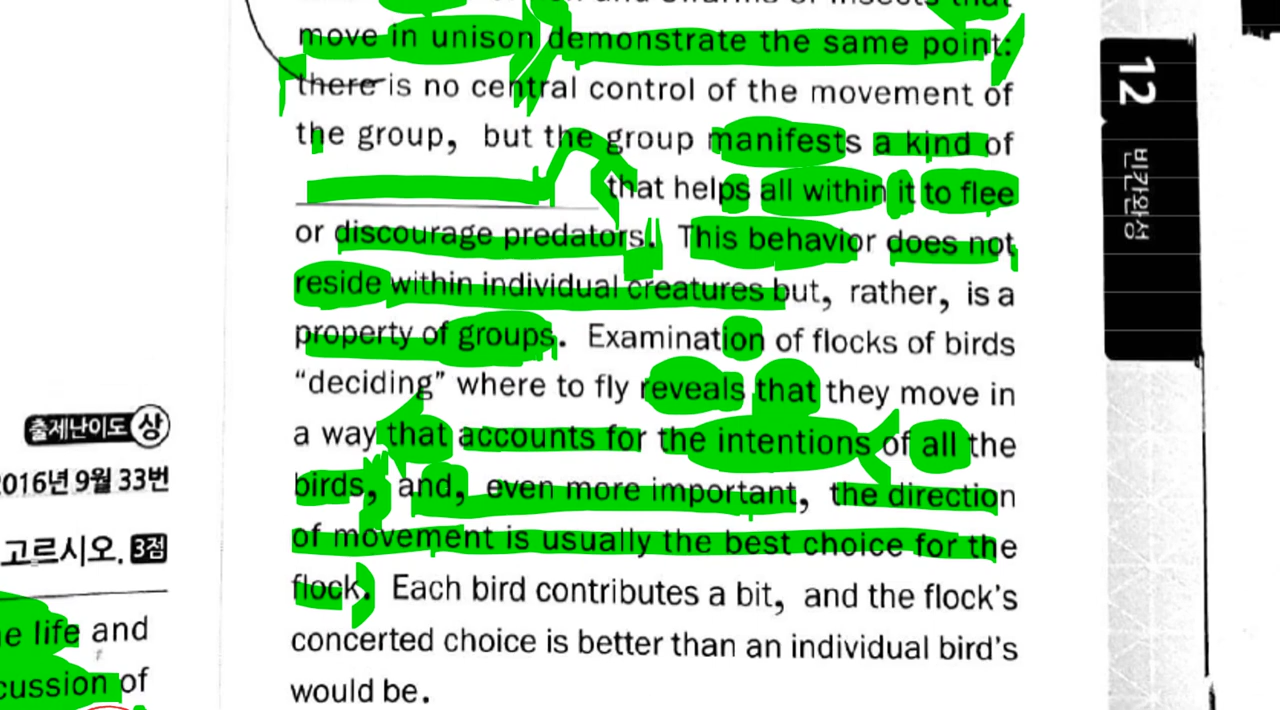 move in unison demonstrate the same point:
there is no central control of the movement of
the group, but the group manifests a kind of
that helps all within it to flee
or discourage predators. This behavior does not
reside within individual creatures but, rather, is a
property of groups. Examination of flocks of birds
“deciding” where to fly reveals that they move in
a way that accounts for the intentions of all the
birds, and, even more important, the direction
of movement is usually the best choice for the
flock. Each bird contributes a bit, and the flock’s
concerted choice is better than an individual bird’s
would be.
출제난이도 상
2016년 9월 33번
고르시오. 3점
life and
of
12
빈칸완성